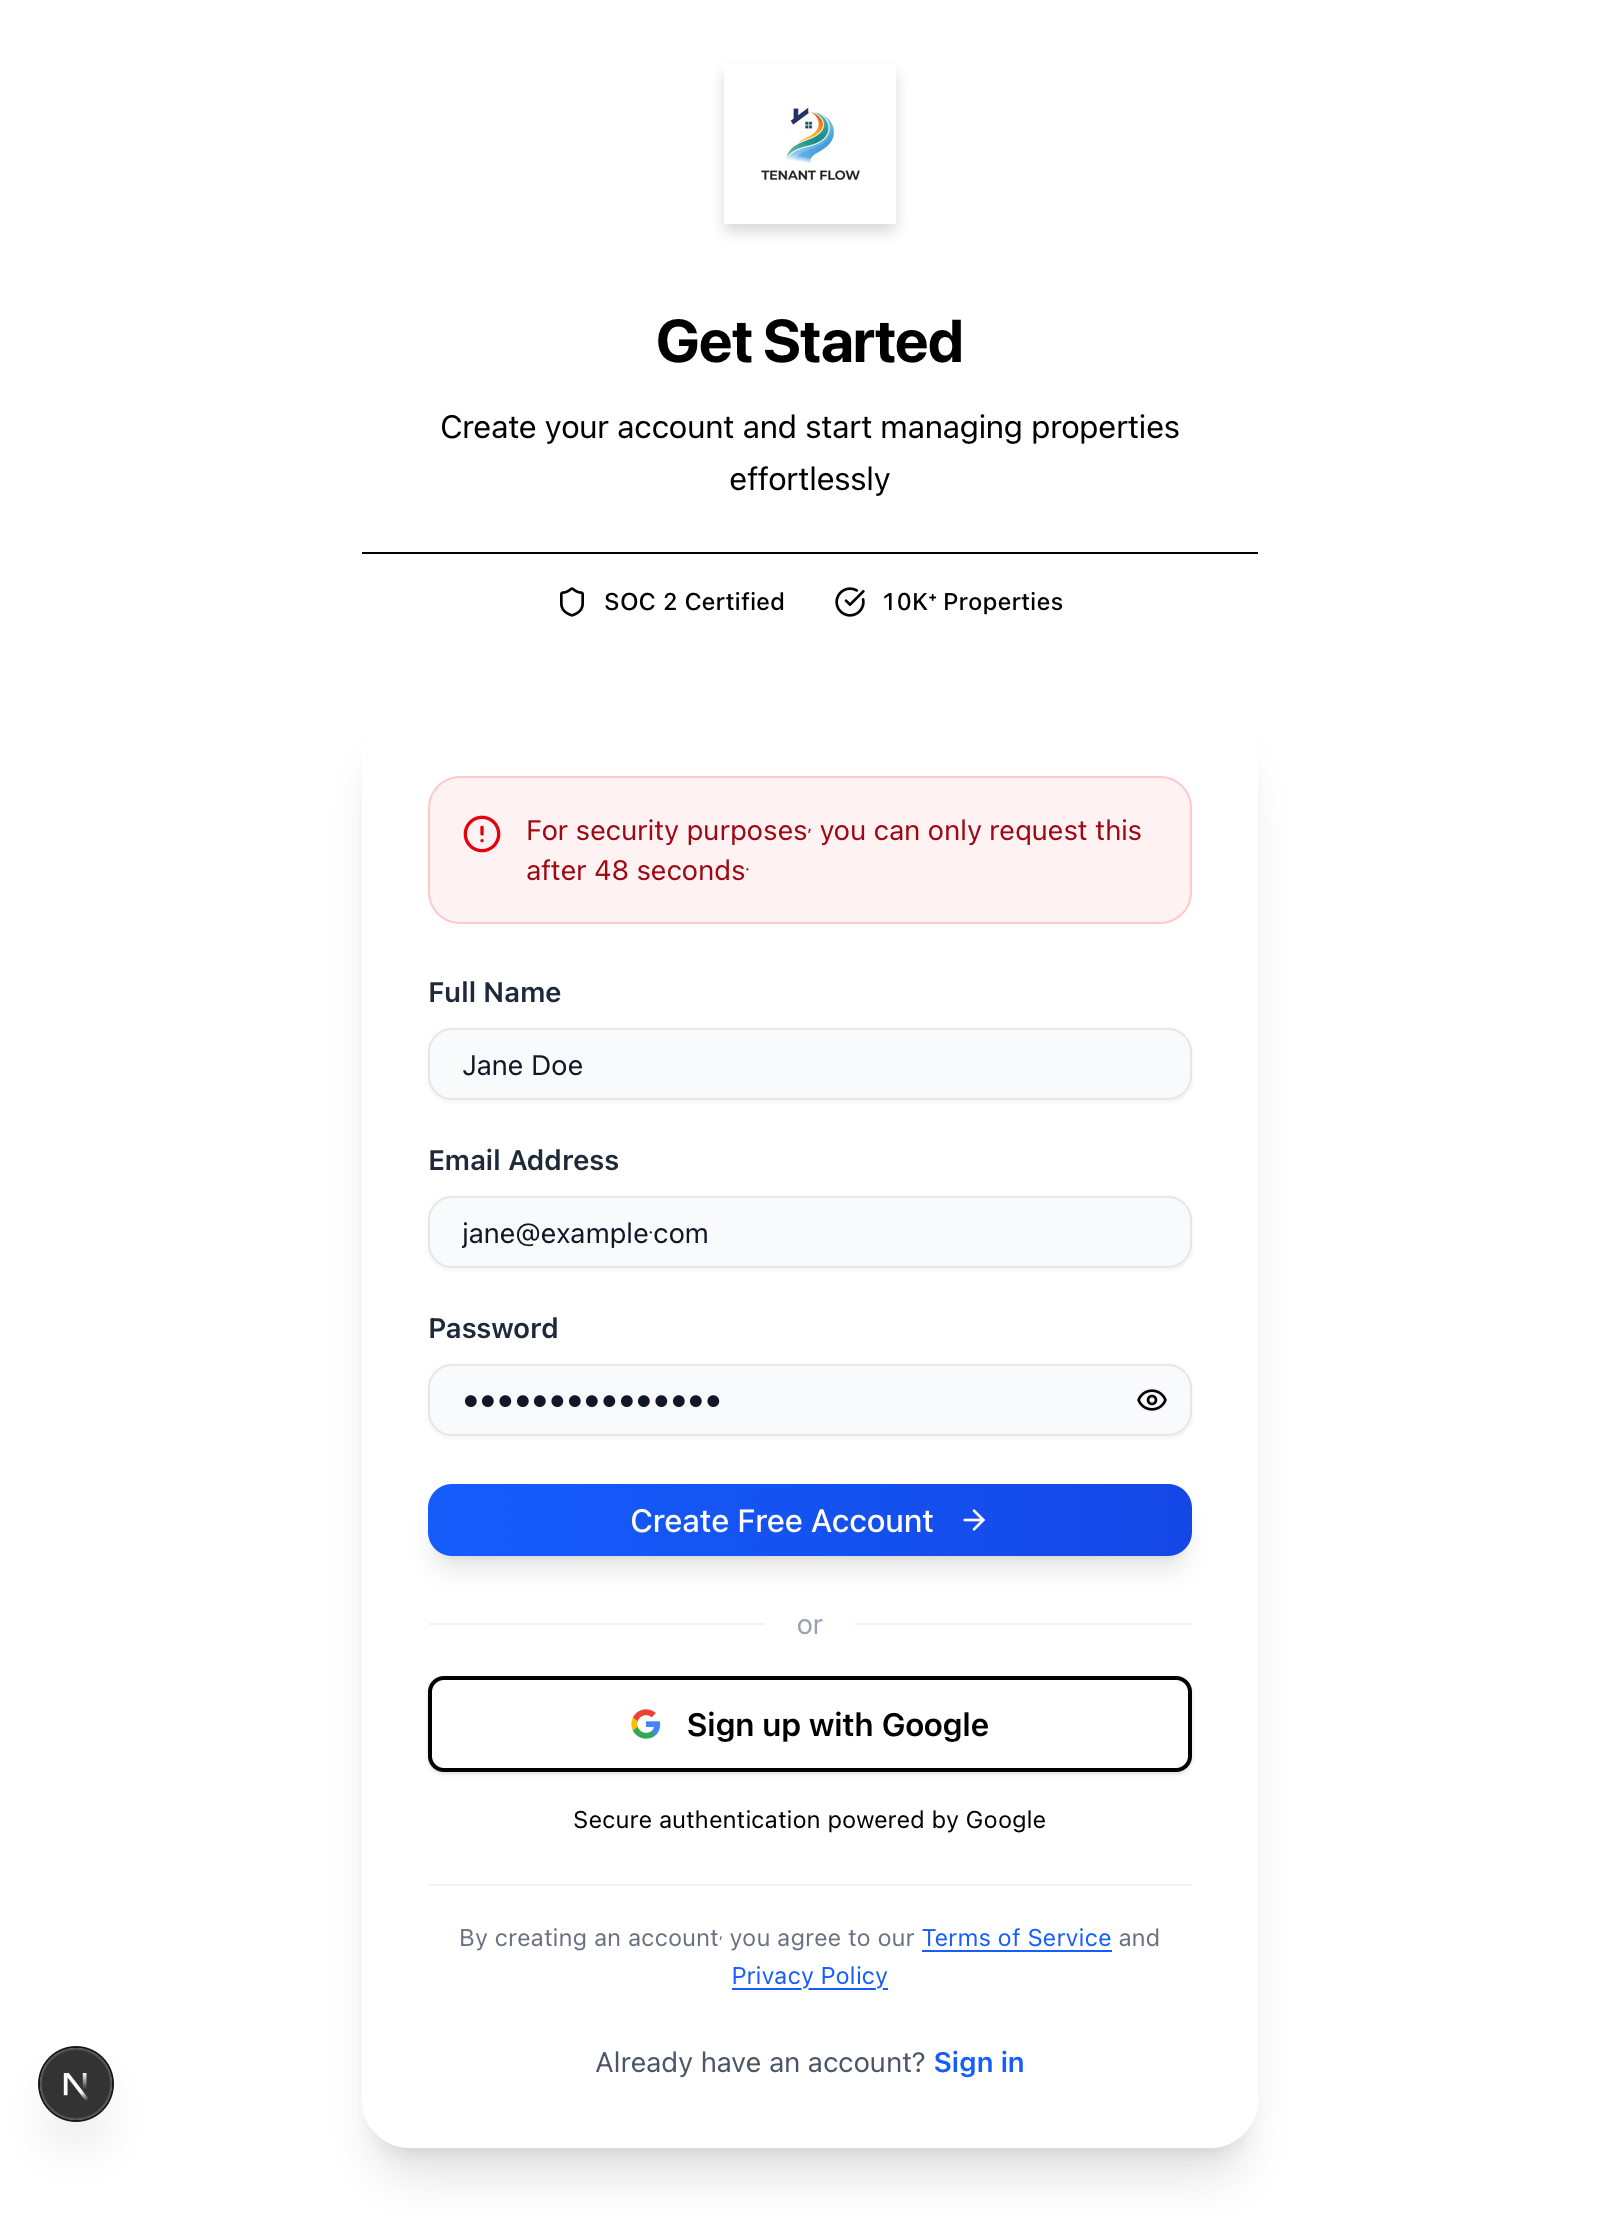 TENANT FLOW
Get Started
Create your account and start managing properties
effortlessly
SOC 2 Certified
10K+ Properties
For security purposes, you can only request this
after 48 seconds.
Full Name
Jane Doe
Email Address
jane@example.com
Password
Create Free Account
or
Sign up with Google
Secure authentication powered by Google
By creating an account, you agree to our Terms of Service and
Privacy Policy
Already have an account? Sign in
N